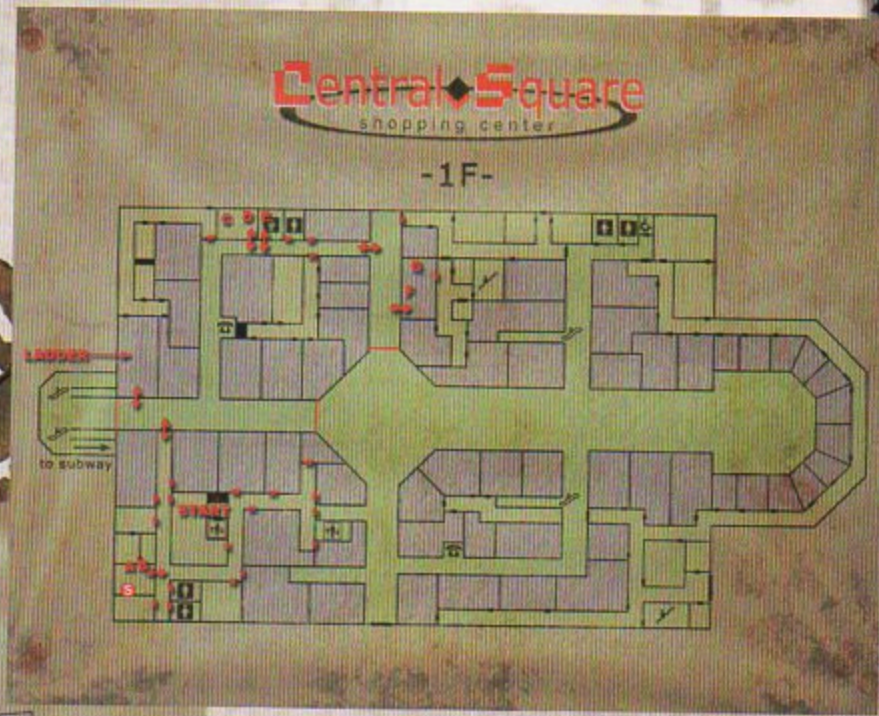 Central Square
shopping center
-1F-
LADDER
to subway
START
S